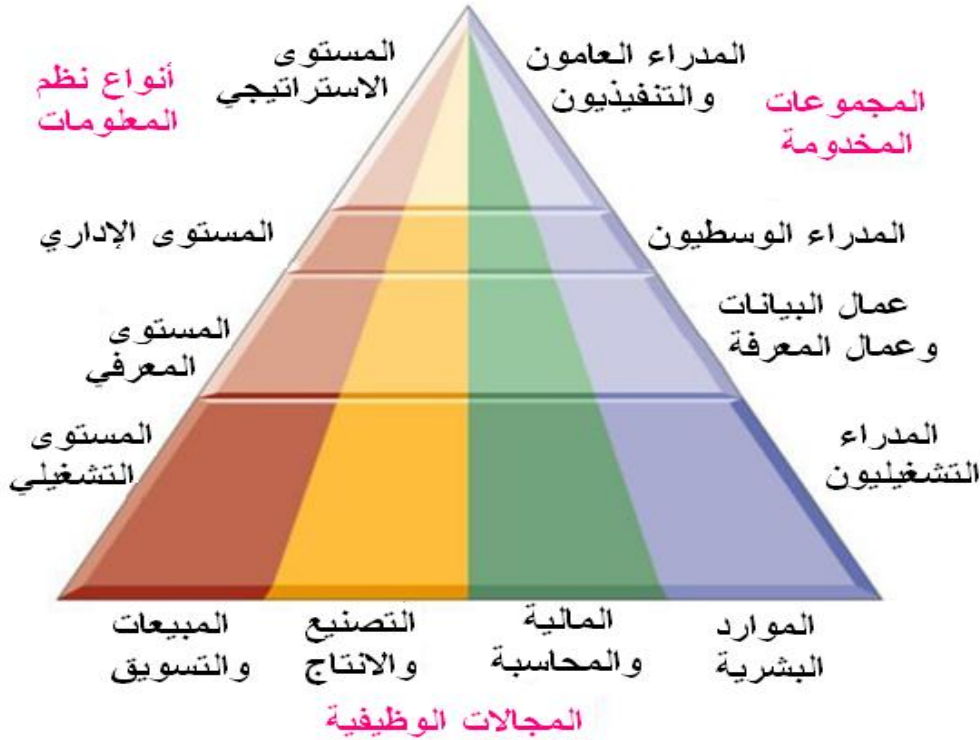 المدراء العامون
والتنفيذيون
المستوى
الاستراتيجي
أنواع نظم
المعلومات
المجموعات
المخدومة
المدراء الوسطيون
المستوى الإداري
عمال البيانات
وعمال المعرفة
المستوى
المعرفي
المدراء
التشغيليون
المستوى
التشغيلي
الموارد
البشرية
المالية
والمحاسبة
التصنيع
والانتاج
المبيعات
والتسويق
المجالات الوظيفية